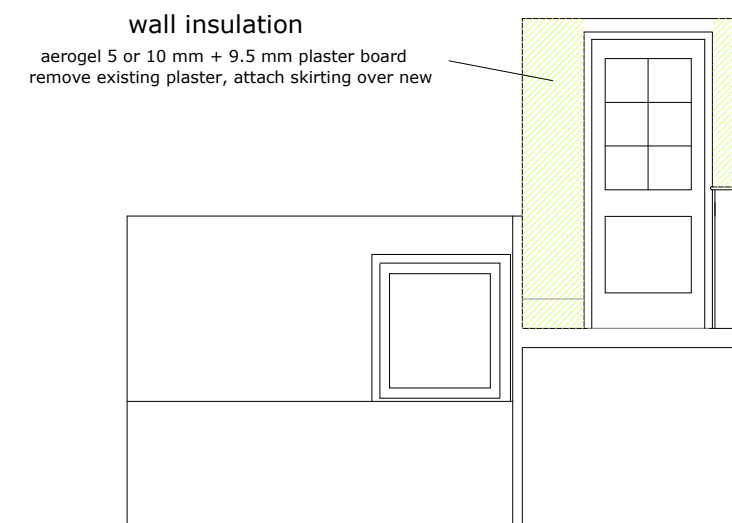 wall insulation
aerogel 5 or 10 mm + 9.5 mm plaster board
remove existing plaster, attach skirting over new